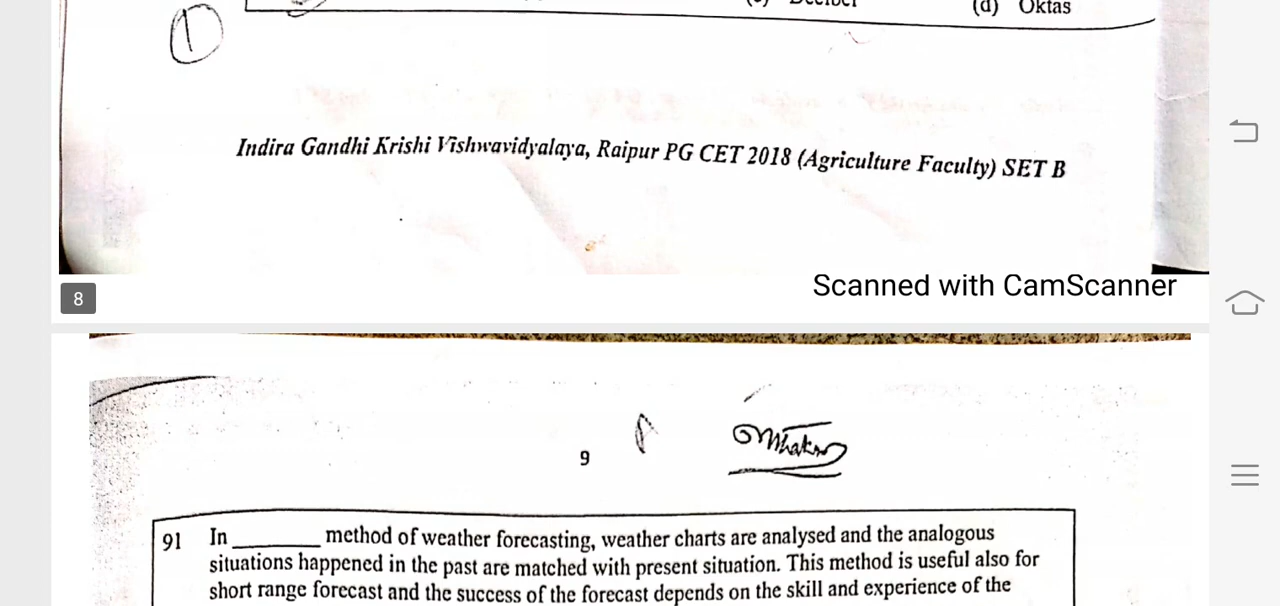 (d) Oktas
1
Indira Gandhi Krishi Vishwavidyalaya, Raipur PG CET 2018 (Agriculture Faculty) SET B
Scanned with CamScanner
8
9
91 In ________ method of weather forecasting, weather charts are analysed and the analogous
situations happened in the past are matched with present situation. This method is useful also for
short range forecast and the success of the forecast depends on the skill and experience of the